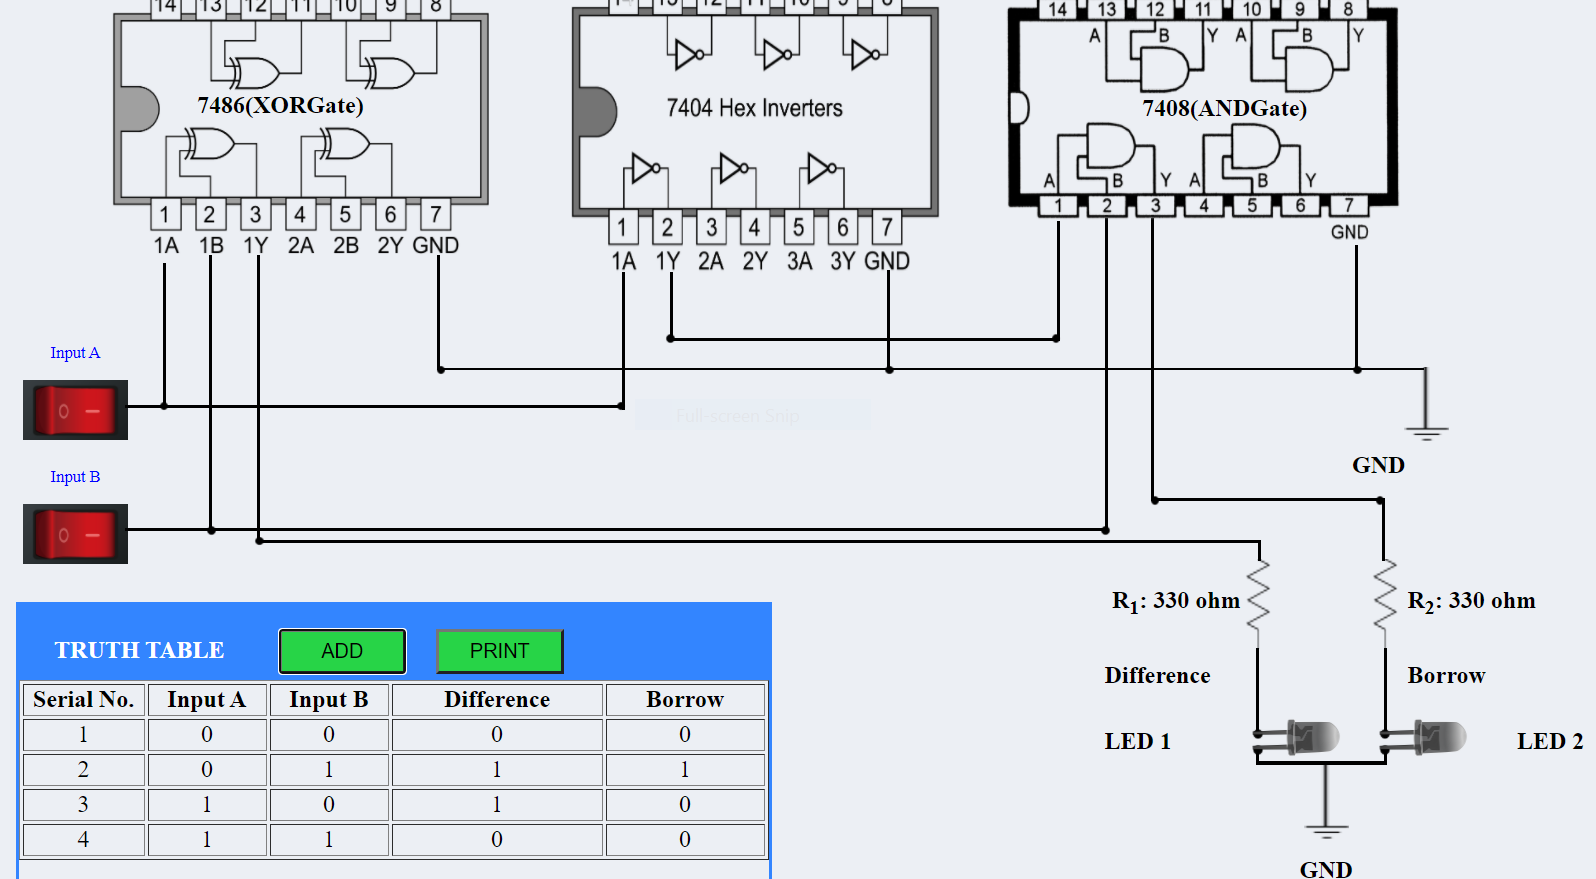 14 13 12 11 10 9 8
7486(XORGate)
1 2 3 4 5 6 7
1A 1B 1Y 2A 2B 2Y GND
7404 Hex Inverters
1 2 3 4 5 6 7
1A 1Y 2A 2Y 3A 3Y GND
14 13 12 11 10 9 8
A B Y A B Y
7408(ANDGate)
A B Y A B Y
1 2 3 4 5 6 7
GND
Input A
Full-screen Snip
GND
Input B
R1: 330 ohm
R2: 330 ohm
Difference
Borrow
LED 1
LED 2
GND
TRUTH TABLE ADD PRINT
Serial No. Input A Input B Difference Borrow
1 0 0 0 0
2 0 1 1 1
3 1 0 1 0
4 1 1 0 0